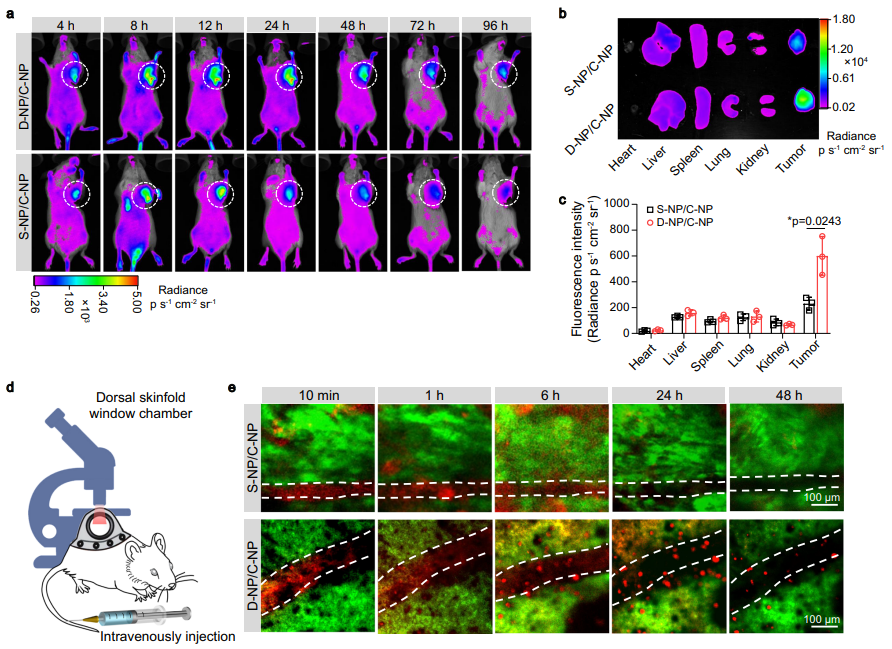 a
4 h 8 h 12 h 24 h 48 h 72 h 96 h
D-NP/C-NP
S-NP/C-NP
0.26 1.80 3.40 5.00
×10³
Radiance
p s⁻¹ cm⁻² sr⁻¹
b
S-NP/C-NP
D-NP/C-NP
Heart Liver Spleen Lung Kidney Tumor
1.80
1.20
×10⁴
0.61
0.02
Radiance
p s⁻¹ cm⁻² sr⁻¹
c
Fluorescence intensity
(Radiance p s⁻¹ cm⁻² sr⁻¹)
1000
800
600
400
200
0
S-NP/C-NP
D-NP/C-NP
*p=0.0243
Heart Liver Spleen Lung Kidney Tumor
d
Dorsal skinfold
window chamber
Intravenously injection
e
10 min 1 h 6 h 24 h 48 h
S-NP/C-NP
100 μm
D-NP/C-NP
100 μm